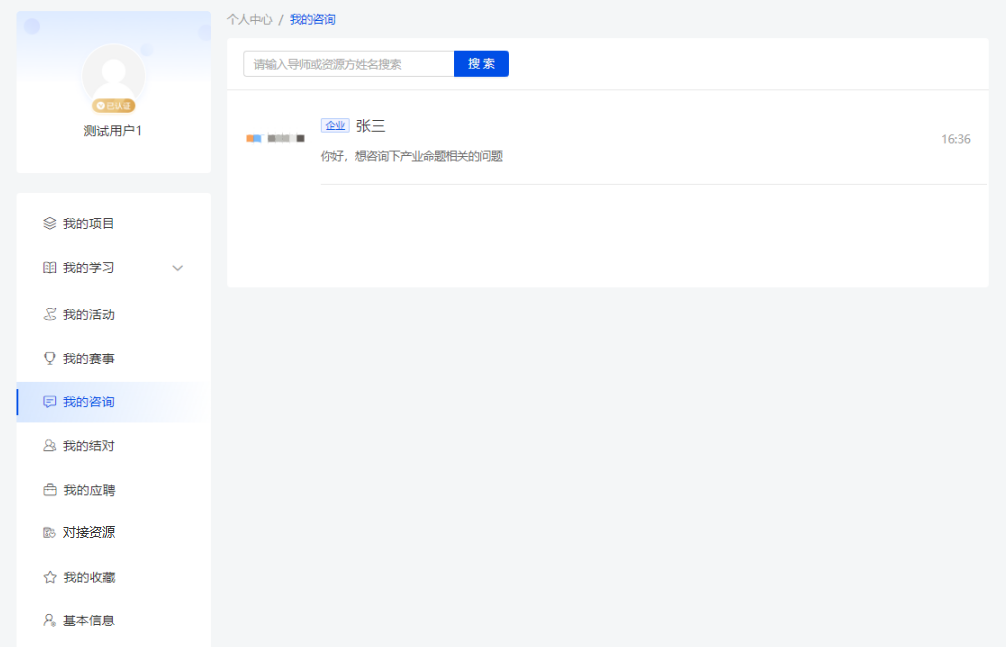 已认证
测试用户1
我的项目
我的学习
我的活动
我的赛事
我的咨询
我的结对
我的应聘
对接资源
我的收藏
基本信息
个人中心 / 我的咨询
请输入导师或资源方姓名搜索 搜 索
企业 张三
16:36
你好，想咨询下产业命题相关的问题